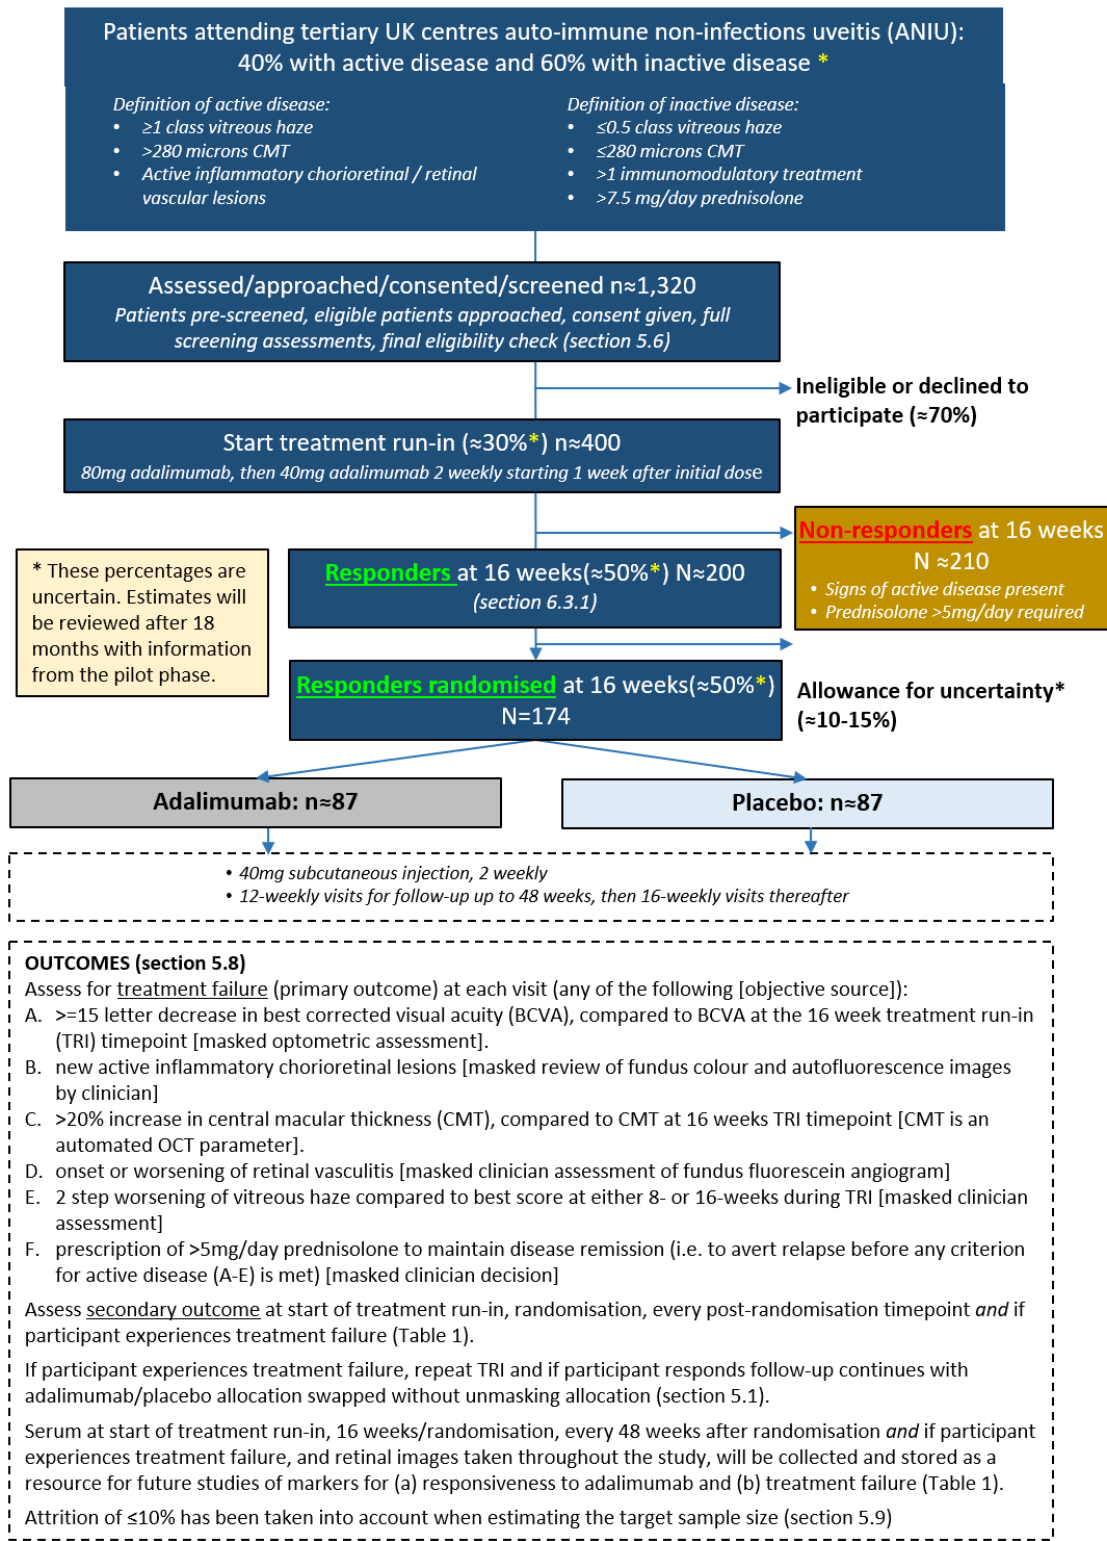 Patients attending tertiary UK centres auto-immune non-infections uveitis (ANIU):
40% with active disease and 60% with inactive disease *
Definition of active disease:
• ≥1 class vitreous haze
• >280 microns CMT
• Active inflammatory chorioretinal / retinal
vascular lesions
Definition of inactive disease:
• ≤0.5 class vitreous haze
• ≤280 microns CMT
• >1 immunomodulatory treatment
• >7.5 mg/day prednisolone
Assessed/approached/consented/screened n≈1,320
Patients pre-screened, eligible patients approached, consent given, full
screening assessments, final eligibility check (section 5.6)
Ineligible or declined to
participate (≈70%)
Start treatment run-in (≈30%*) n≈400
80mg adalimumab, then 40mg adalimumab 2 weekly starting 1 week after initial dose
Non-responders at 16 weeks
N ≈210
• Signs of active disease present
• Prednisolone >5mg/day required
* These percentages are
uncertain. Estimates will
be reviewed after 18
months with information
from the pilot phase.
Responders at 16 weeks(≈50%*) N≈200
(section 6.3.1)
Responders randomised at 16 weeks(≈50%*)
N=174
Allowance for uncertainty*
(≈10-15%)
Adalimumab: n≈87
Placebo: n≈87
• 40mg subcutaneous injection, 2 weekly
• 12-weekly visits for follow-up up to 48 weeks, then 16-weekly visits thereafter
OUTCOMES (section 5.8)
Assess for treatment failure (primary outcome) at each visit (any of the following [objective source]):
A. >=15 letter decrease in best corrected visual acuity (BCVA), compared to BCVA at the 16 week treatment run-in
(TRI) timepoint [masked optometric assessment].
B. new active inflammatory chorioretinal lesions [masked review of fundus colour and autofluorescence images
by clinician]
C. >20% increase in central macular thickness (CMT), compared to CMT at 16 weeks TRI timepoint [CMT is an
automated OCT parameter].
D. onset or worsening of retinal vasculitis [masked clinician assessment of fundus fluorescein angiogram]
E. 2 step worsening of vitreous haze compared to best score at either 8- or 16-weeks during TRI [masked clinician
assessment]
F. prescription of >5mg/day prednisolone to maintain disease remission (i.e. to avert relapse before any criterion
for active disease (A-E) is met) [masked clinician decision]
Assess secondary outcome at start of treatment run-in, randomisation, every post-randomisation timepoint and if
participant experiences treatment failure (Table 1).
If participant experiences treatment failure, repeat TRI and if participant responds follow-up continues with
adalimumab/placebo allocation swapped without unmasking allocation (section 5.1).
Serum at start of treatment run-in, 16 weeks/randomisation, every 48 weeks after randomisation and if participant
experiences treatment failure, and retinal images taken throughout the study, will be collected and stored as a
resource for future studies of markers for (a) responsiveness to adalimumab and (b) treatment failure (Table 1).
Attrition of ≤10% has been taken into account when estimating the target sample size (section 5.9)